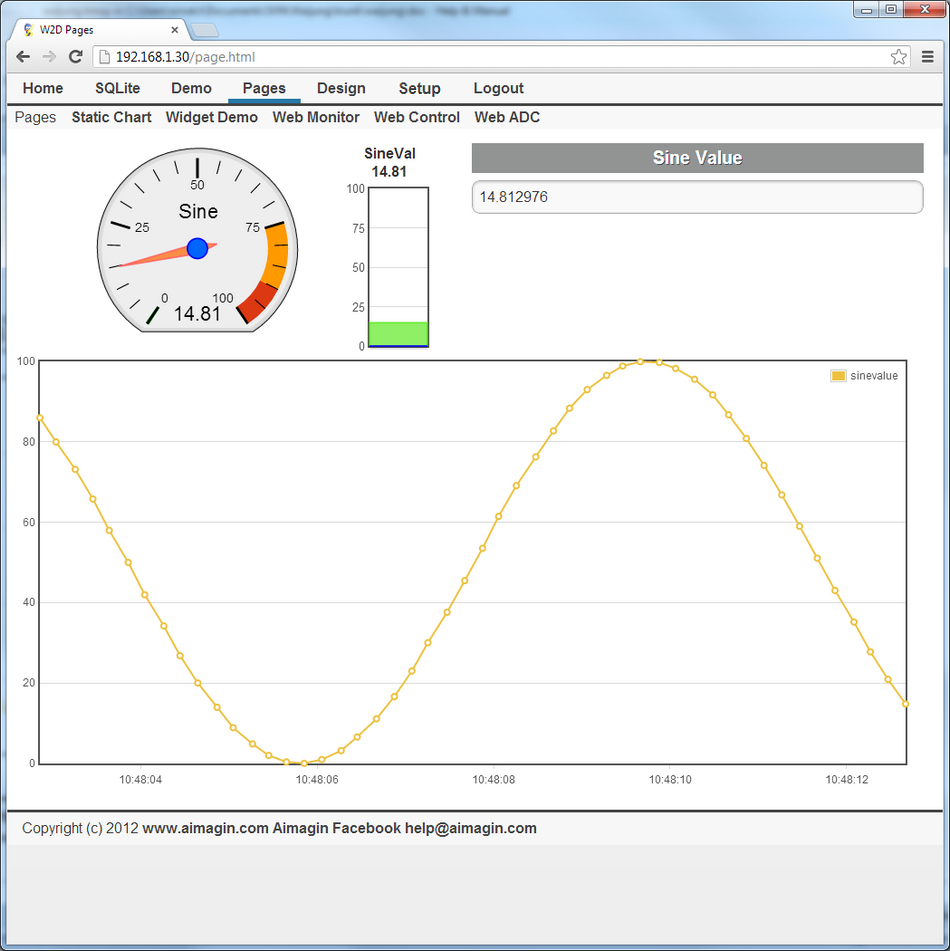 W2D Pages
192.168.1.30/page.html
Home SQLite Demo Pages Design Setup Logout
Pages Static Chart Widget Demo Web Monitor Web Control Web ADC
50
Sine
25
75
0
100
14.81
SineVal
14.81
100
75
50
25
0
Sine Value
14.812976
100
80
60
40
20
0
sinevalue
10:48:04 10:48:06 10:48:08 10:48:10 10:48:12
Copyright (c) 2012 www.aimagin.com Aimagin Facebook help@aimagin.com